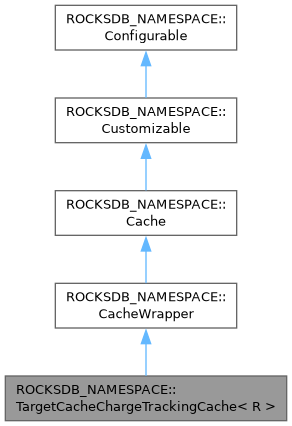 ROCKSDB_NAMESPACE::
Configurable
ROCKSDB_NAMESPACE::
Customizable
ROCKSDB_NAMESPACE::
Cache
ROCKSDB_NAMESPACE::
CacheWrapper
ROCKSDB_NAMESPACE::
TargetCacheChargeTrackingCache< R >